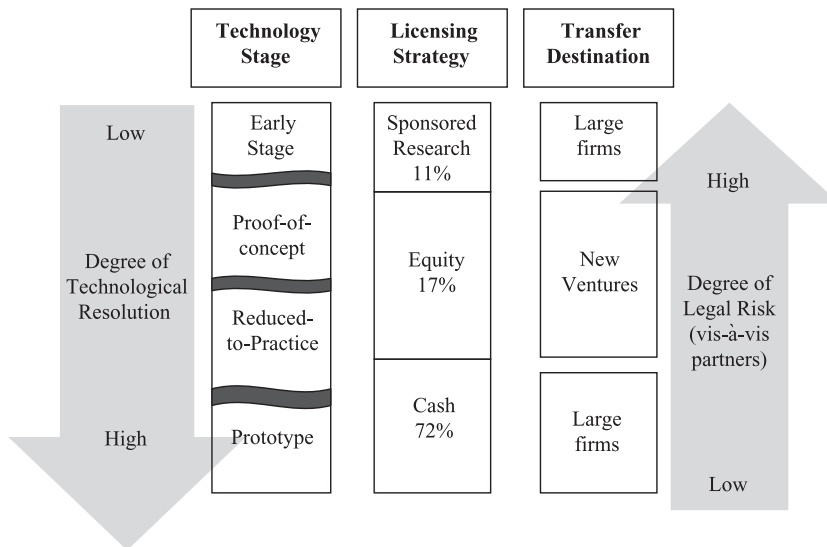 Technology
Stage
Licensing
Strategy
Transfer
Destination
Low
Degree of
Technological
Resolution
High
Early
Stage
Proof-of-
concept
Reduced-
to-Practice
Prototype
Sponsored
Research
11%
Equity
17%
Cash
72%
Large
firms
New
Ventures
Large
firms
High
Degree of
Legal Risk
(vis-à-vis
partners)
Low